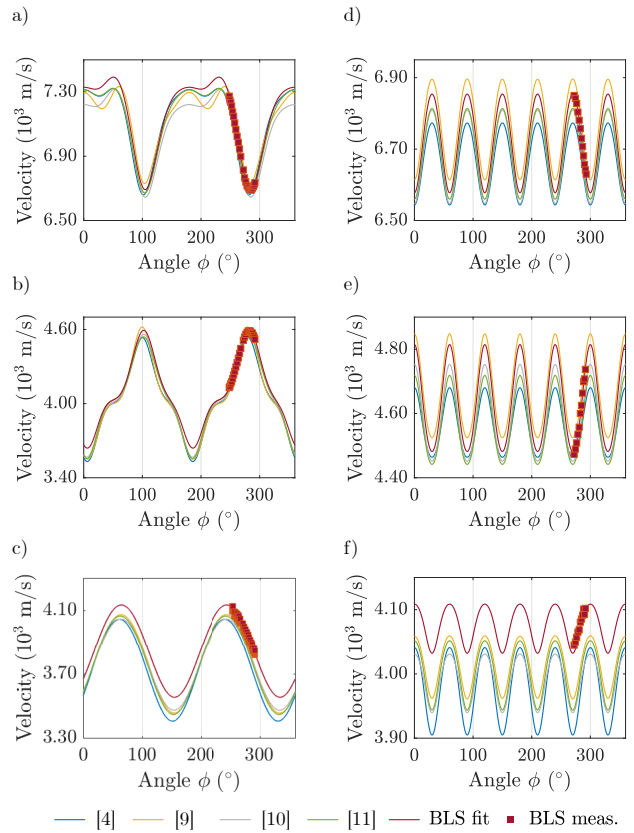 a)
Velocity (10³ m/s)
7.30
6.90
6.50
0 100 200 300
Angle ϕ (°)
d)
Velocity (10³ m/s)
6.90
6.70
6.50
0 100 200 300
Angle ϕ (°)
b)
Velocity (10³ m/s)
4.60
4.00
3.40
0 100 200 300
Angle ϕ (°)
e)
Velocity (10³ m/s)
4.80
4.60
4.40
0 100 200 300
Angle ϕ (°)
c)
Velocity (10³ m/s)
4.10
3.70
3.30
0 100 200 300
Angle ϕ (°)
f)
Velocity (10³ m/s)
4.10
4.00
3.90
0 100 200 300
Angle ϕ (°)
[4] [9] [10] [11] BLS fit BLS meas.